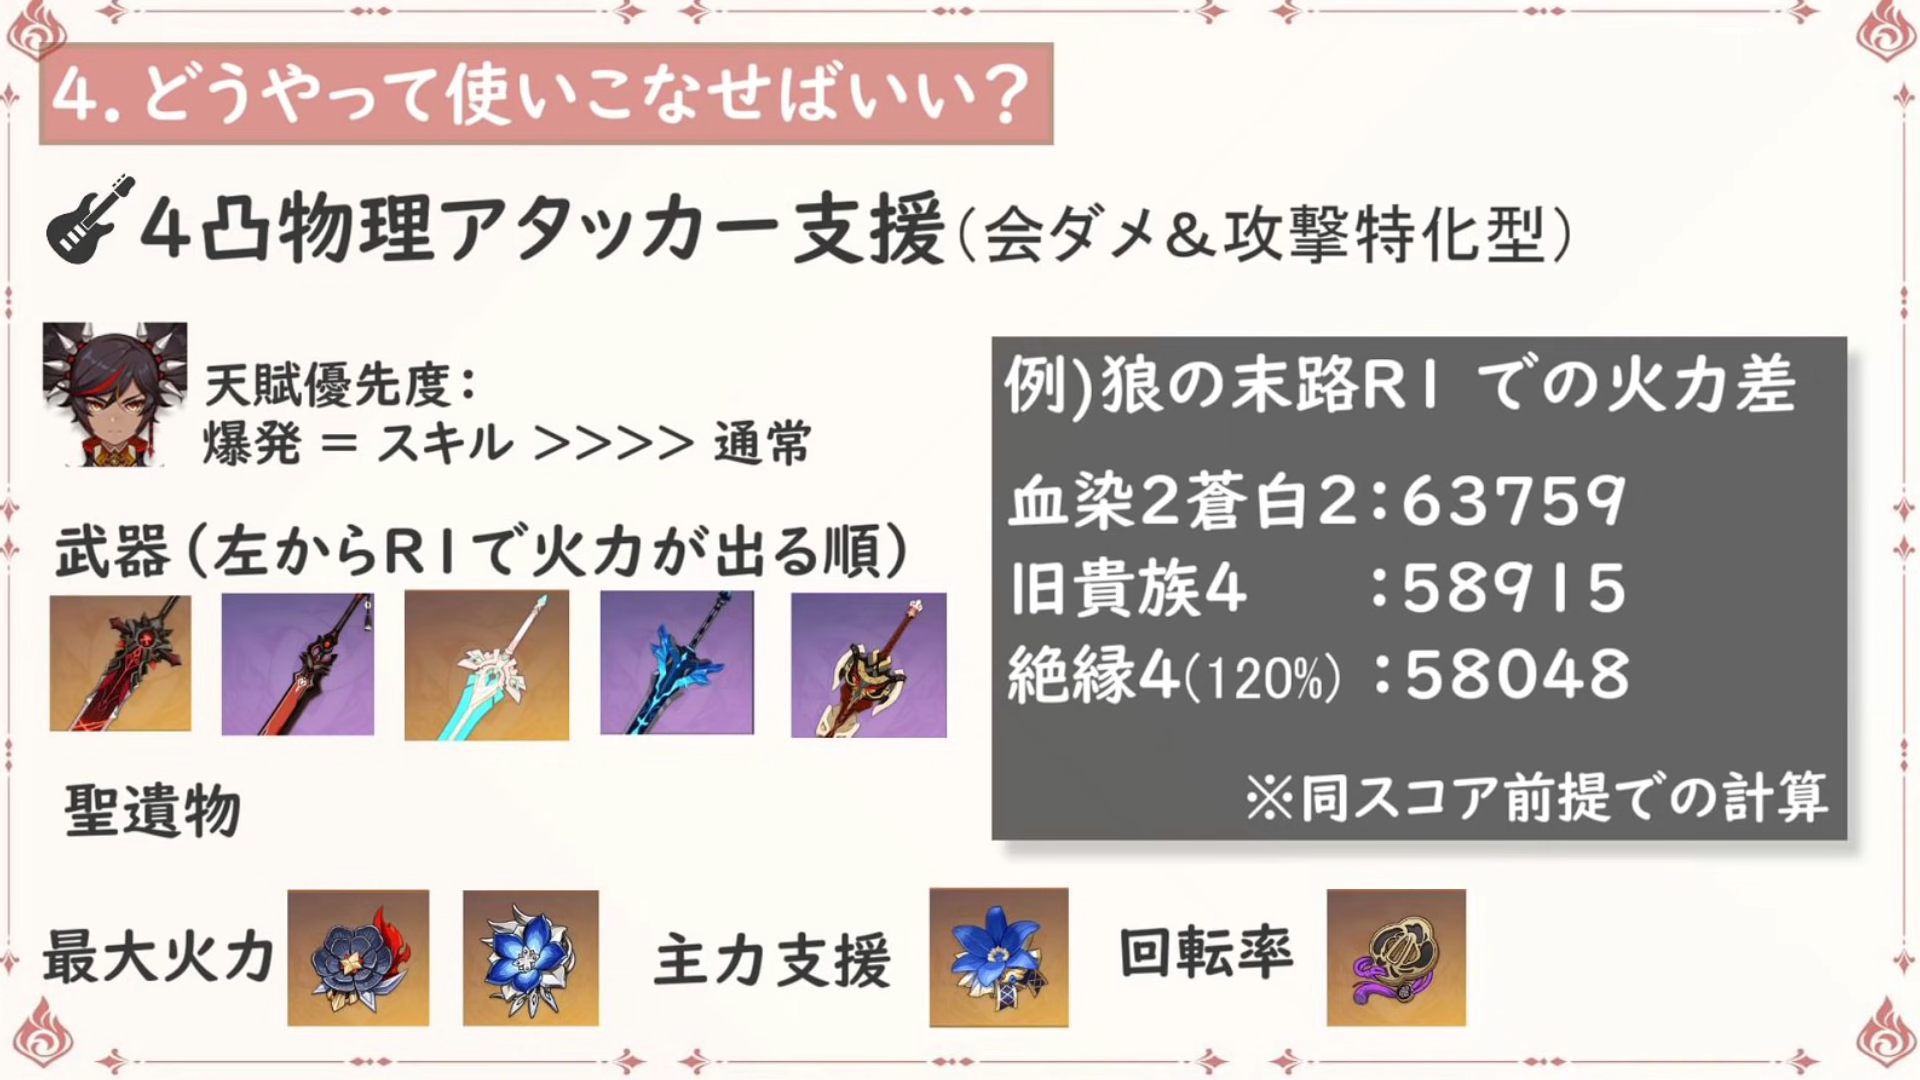 4.どうやって使いこなせばいい？
4凸物理アタッカー支援（会ダメ＆攻撃特化型）
天賦優先度：
爆発 ＝ スキル >>>>> 通常
武器（左からR1で火力が出る順）
聖遺物
最大火力
主力支援
回転率
例)狼の末路R1 での火力差
血染2蒼白2：63759
旧貴族4 ：58915
絶縁4(120%) ：58048
※同スコア前提での計算